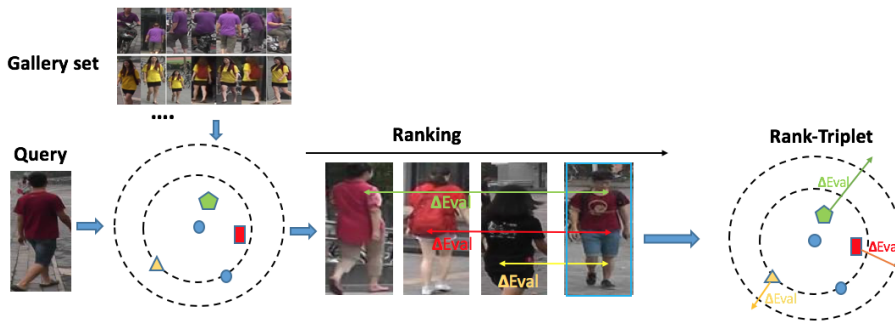 Gallery set
....
Query
Ranking
ΔEval
ΔEval
ΔEval
Rank-Triplet
ΔEval
ΔEval
ΔEval